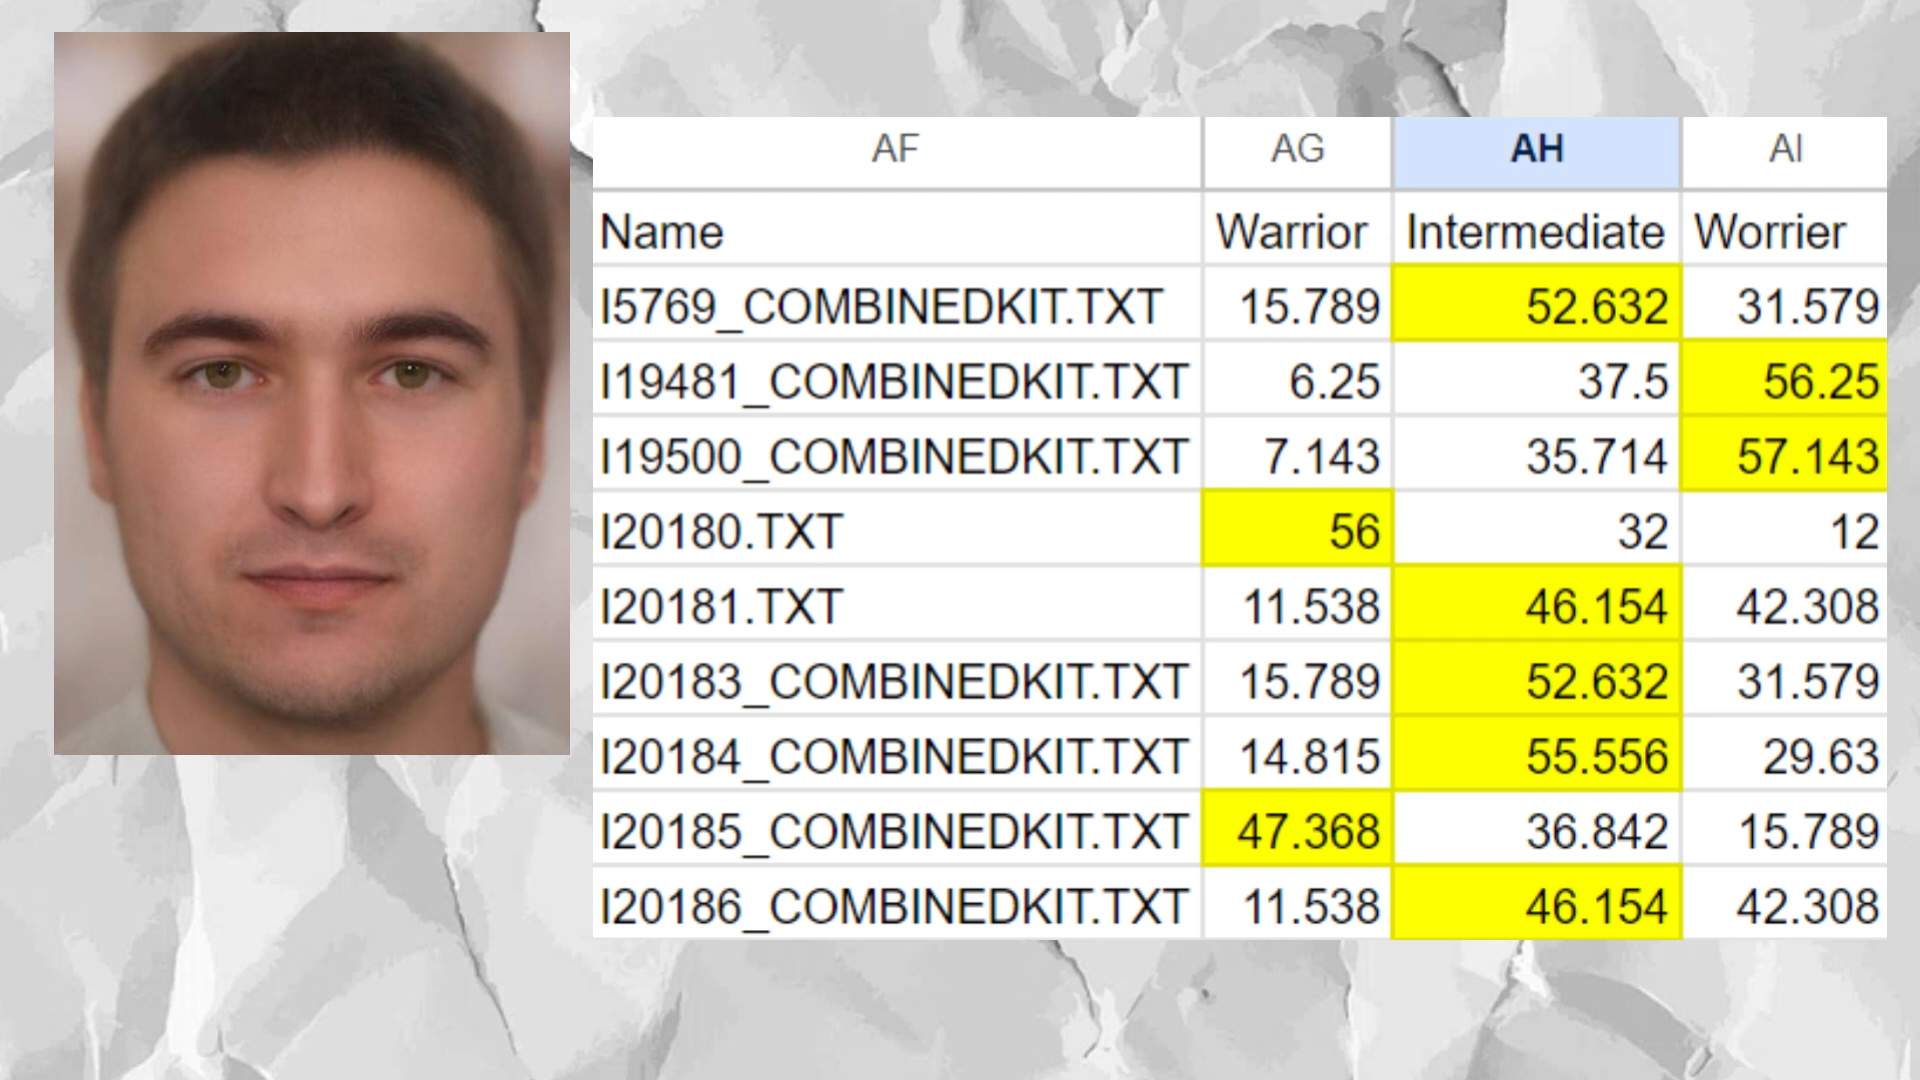 AF AG AH AI
Name Warrior Intermediate Worrier
I5769_COMBINEDKIT.TXT 15.789 52.632 31.579
I19481_COMBINEDKIT.TXT 6.25 37.5 56.25
I19500_COMBINEDKIT.TXT 7.143 35.714 57.143
I20180.TXT 56 32 12
I20181.TXT 11.538 46.154 42.308
I20183_COMBINEDKIT.TXT 15.789 52.632 31.579
I20184_COMBINEDKIT.TXT 14.815 55.556 29.63
I20185_COMBINEDKIT.TXT 47.368 36.842 15.789
I20186_COMBINEDKIT.TXT 11.538 46.154 42.308